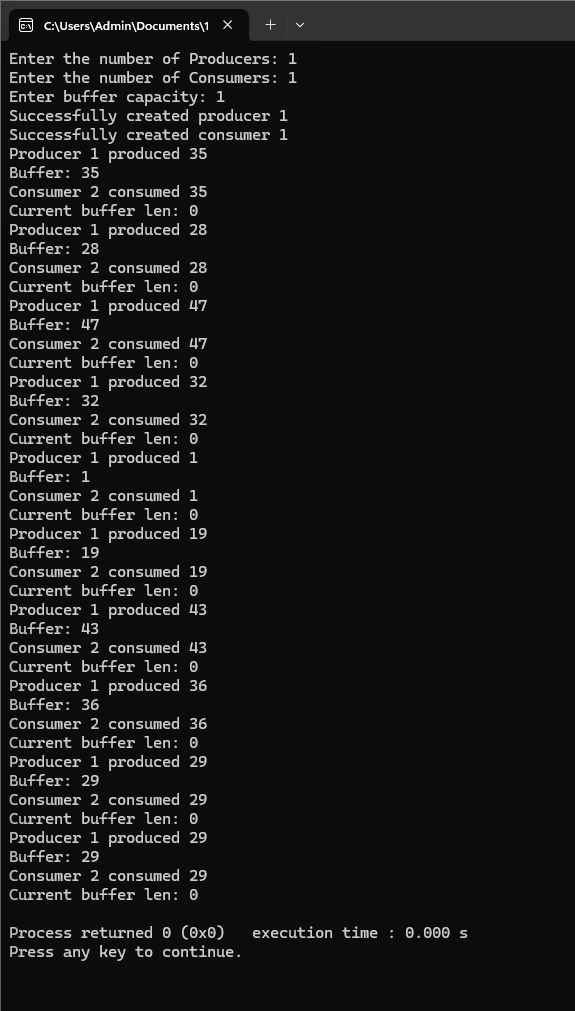 C:\Users\Admin\Documents\1
Enter the number of Producers: 1
Enter the number of Consumers: 1
Enter buffer capacity: 1
Successfully created producer 1
Successfully created consumer 1
Producer 1 produced 35
Buffer: 35
Consumer 2 consumed 35
Current buffer len: 0
Producer 1 produced 28
Buffer: 28
Consumer 2 consumed 28
Current buffer len: 0
Producer 1 produced 47
Buffer: 47
Consumer 2 consumed 47
Current buffer len: 0
Producer 1 produced 32
Buffer: 32
Consumer 2 consumed 32
Current buffer len: 0
Producer 1 produced 1
Buffer: 1
Consumer 2 consumed 1
Current buffer len: 0
Producer 1 produced 19
Buffer: 19
Consumer 2 consumed 19
Current buffer len: 0
Producer 1 produced 43
Buffer: 43
Consumer 2 consumed 43
Current buffer len: 0
Producer 1 produced 36
Buffer: 36
Consumer 2 consumed 36
Current buffer len: 0
Producer 1 produced 29
Buffer: 29
Consumer 2 consumed 29
Current buffer len: 0
Producer 1 produced 29
Buffer: 29
Consumer 2 consumed 29
Current buffer len: 0
Process returned 0 (0x0)   execution time : 0.000 s
Press any key to continue.